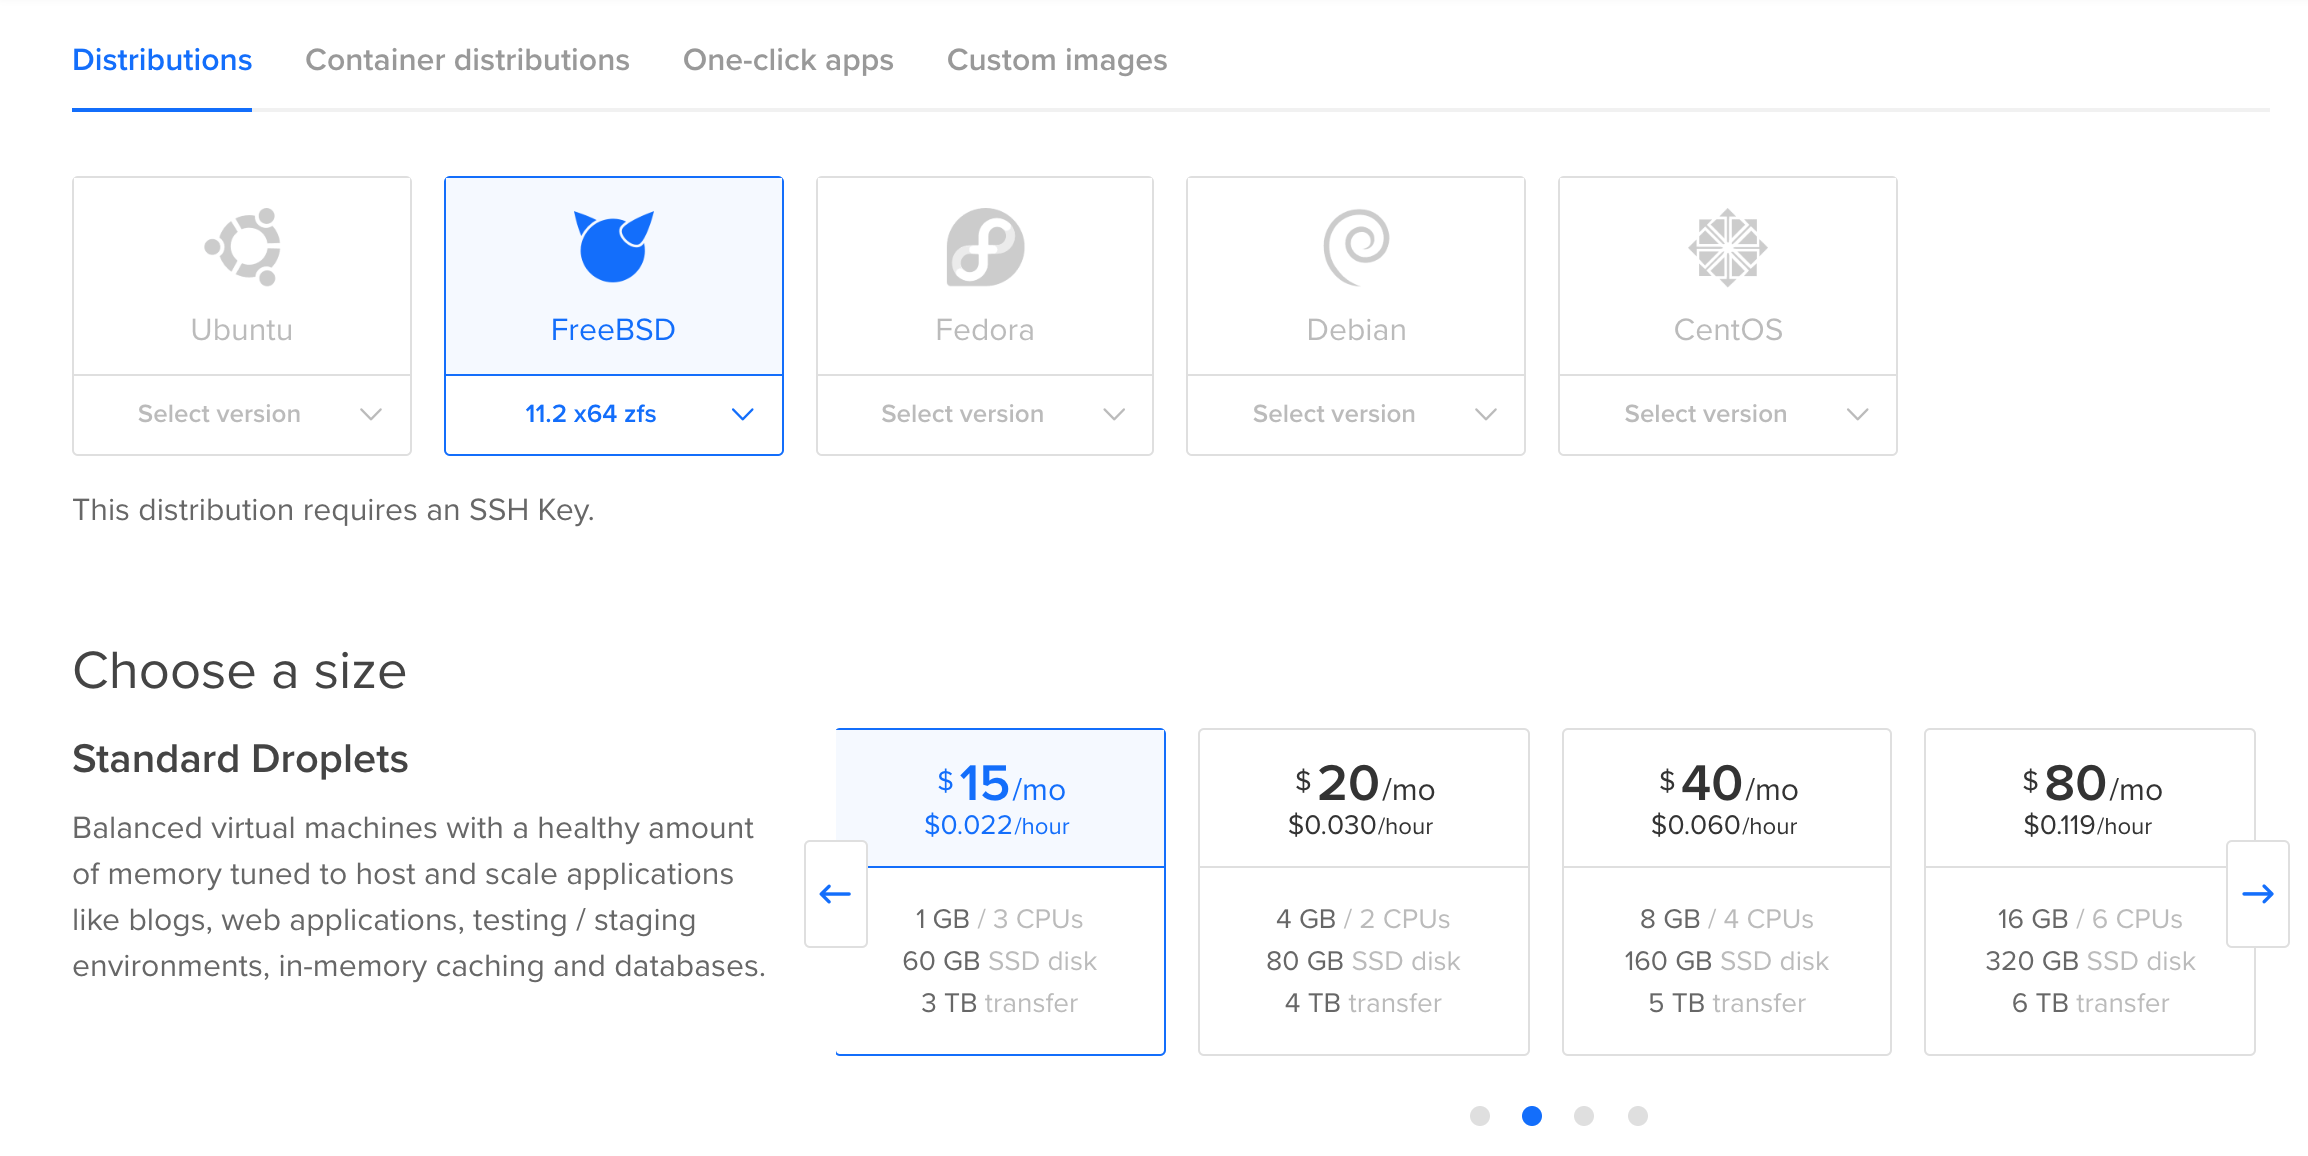 Distributions Container distributions One-click apps Custom images
Ubuntu FreeBSD Fedora Debian CentOS
Select version 11.2 x64 zfs Select version Select version Select version
This distribution requires an SSH Key.
Choose a size
Standard Droplets
Balanced virtual machines with a healthy amount
of memory tuned to host and scale applications
like blogs, web applications, testing / staging
environments, in-memory caching and databases.
$ 15 /mo
$0.022/hour
1 GB / 3 CPUs
60 GB SSD disk
3 TB transfer
$ 20 /mo
$0.030/hour
4 GB / 2 CPUs
80 GB SSD disk
4 TB transfer
$ 40 /mo
$0.060/hour
8 GB / 4 CPUs
160 GB SSD disk
5 TB transfer
$ 80 /mo
$0.119/hour
16 GB / 6 CPUs
320 GB SSD disk
6 TB transfer